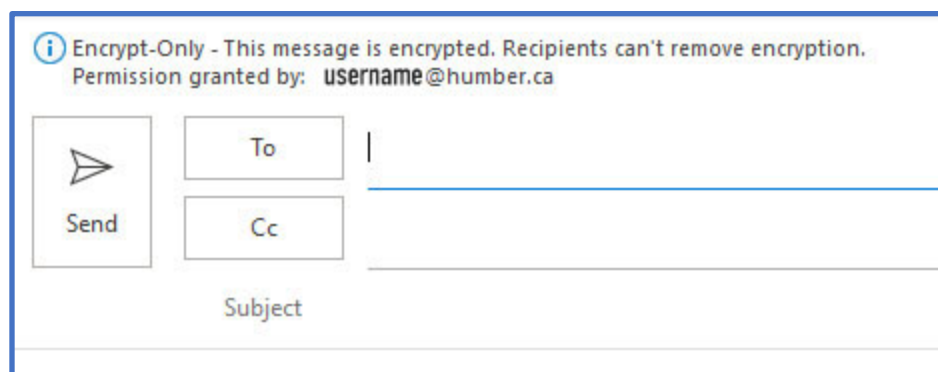 Encrypt-Only - This message is encrypted. Recipients can't remove encryption.
Permission granted by: username@humber.ca
To
Send
Cc
Subject